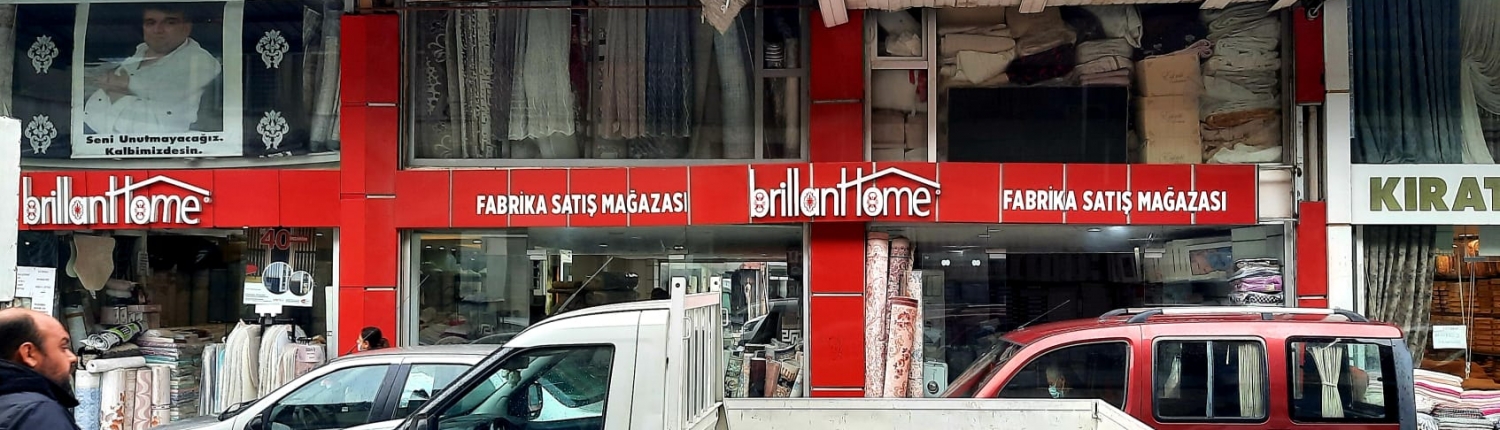 Seni Unutmayacağız.
Kalbimizdesin.
brillantHome
FABRİKA SATIŞ MAĞAZASI
brillantHome
FABRİKA SATIŞ MAĞAZASI
KIRAT
40